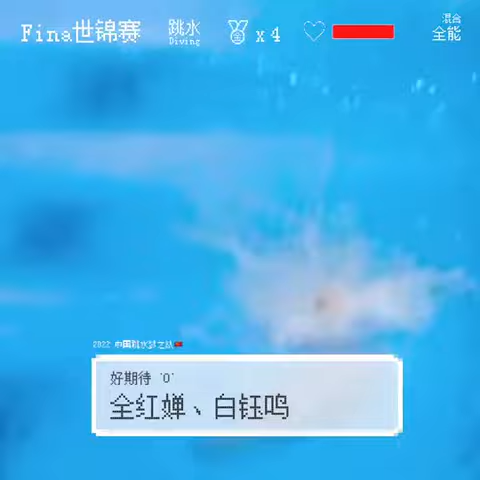 Fina世锦赛
跳水
Diving
金 x 4
混合
全能
2022 中国跳水梦之队
好期待 'O'
全红婵、白钰鸣